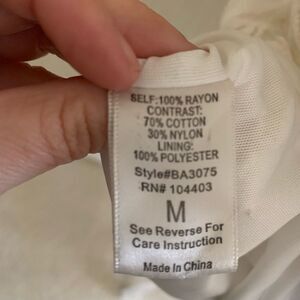 SELF:100% RAYON
CONTRAST:
70% COTTON
30% NYLON
LINING:
100% POLYESTER
Style#BA3075
RN# 104403
M
See Reverse For
Care Instruction
Made In China